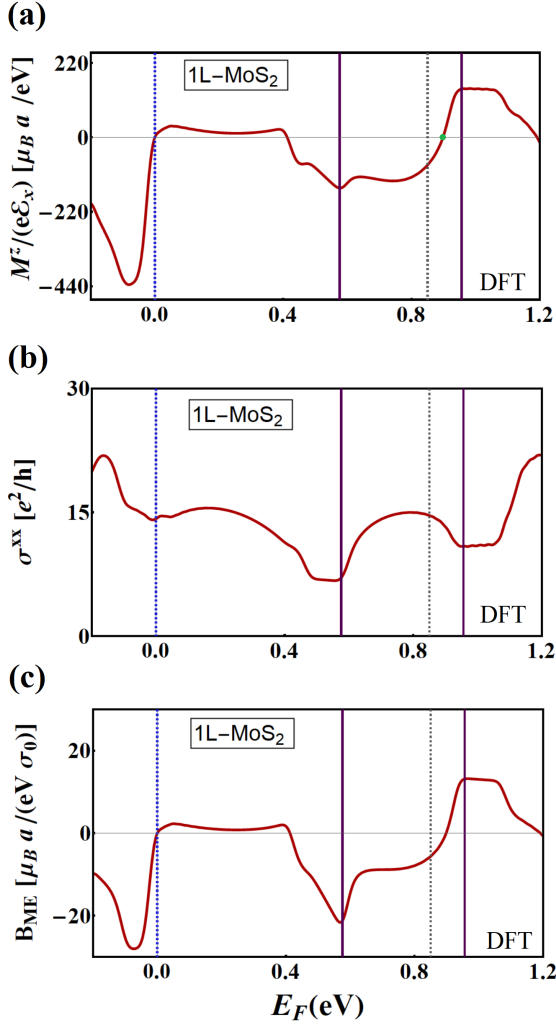 (a)
M^z/(eℰ_x) [μ_B a /eV]
220
0
−220
−440
1L−MoS₂
DFT
0.0 0.4 0.8 1.2
(b)
σ^xx [e²/h]
30
15
0
1L−MoS₂
DFT
0.0 0.4 0.8 1.2
(c)
B_ME [μ_B a /(eV σ₀)]
20
0
−20
1L−MoS₂
DFT
0.0 0.4 0.8 1.2
E_F(eV)